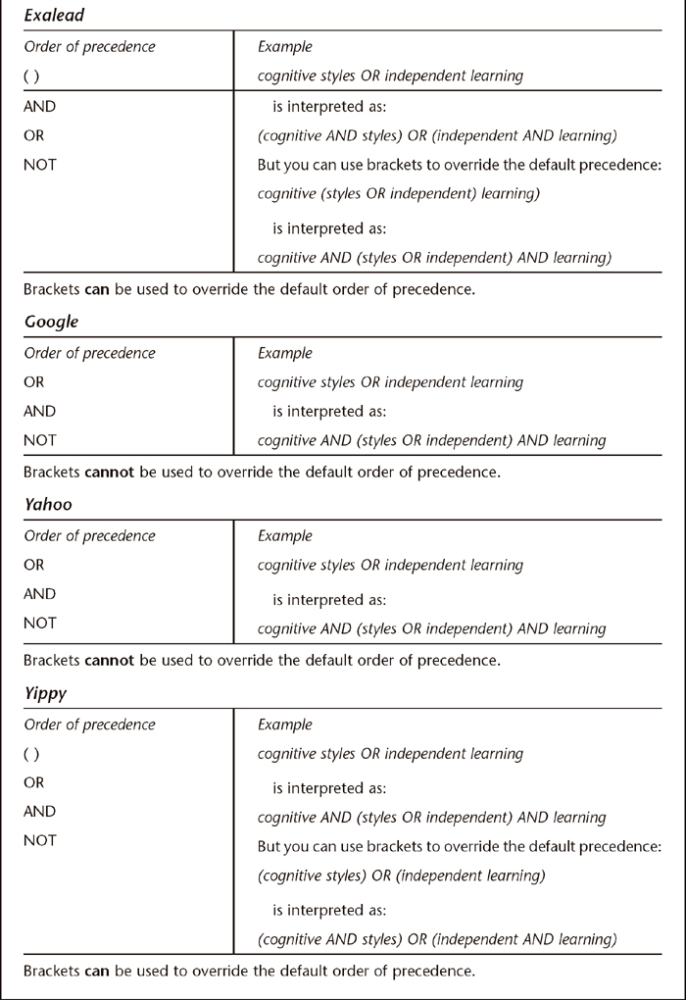 Exalead
Order of precedence Example
( ) cognitive styles OR independent learning
AND is interpreted as:
OR (cognitive AND styles) OR (independent AND learning)
NOT But you can use brackets to override the default precedence:
cognitive (styles OR independent) learning)
is interpreted as:
cognitive AND (styles OR independent) AND learning)
Brackets can be used to override the default order of precedence.
Google
Order of precedence Example
OR cognitive styles OR independent learning
AND is interpreted as:
NOT cognitive AND (styles OR independent) AND learning
Brackets cannot be used to override the default order of precedence.
Yahoo
Order of precedence Example
OR cognitive styles OR independent learning
AND is interpreted as:
NOT cognitive AND (styles OR independent) AND learning
Brackets cannot be used to override the default order of precedence.
Yippy
Order of precedence Example
( ) cognitive styles OR independent learning
OR is interpreted as:
AND cognitive AND (styles OR independent) AND learning
NOT But you can use brackets to override the default precedence:
(cognitive styles) OR (independent learning)
is interpreted as:
(cognitive AND styles) OR (independent AND learning)
Brackets can be used to override the default order of precedence.